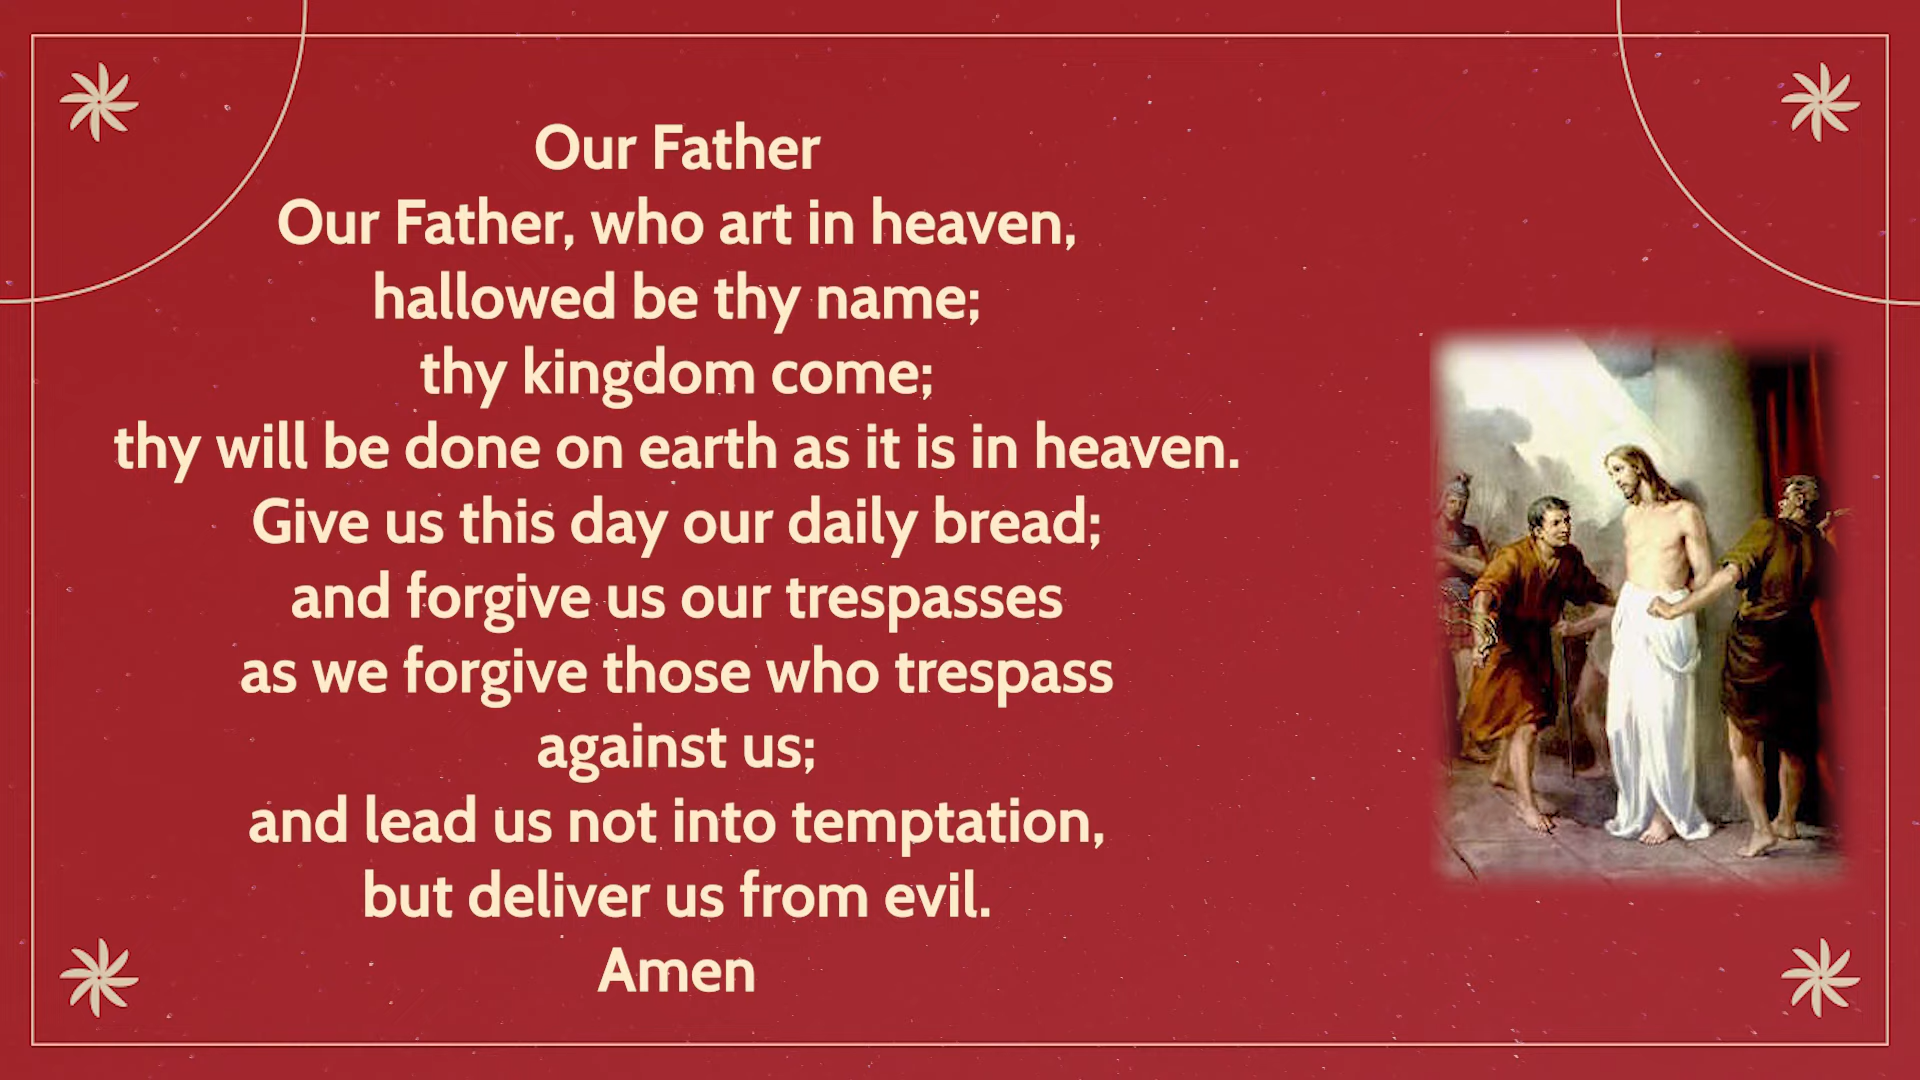 Our Father
Our Father, who art in heaven,
hallowed be thy name;
thy kingdom come;
thy will be done on earth as it is in heaven.
Give us this day our daily bread;
and forgive us our trespasses
as we forgive those who trespass
against us;
and lead us not into temptation,
but deliver us from evil.
Amen